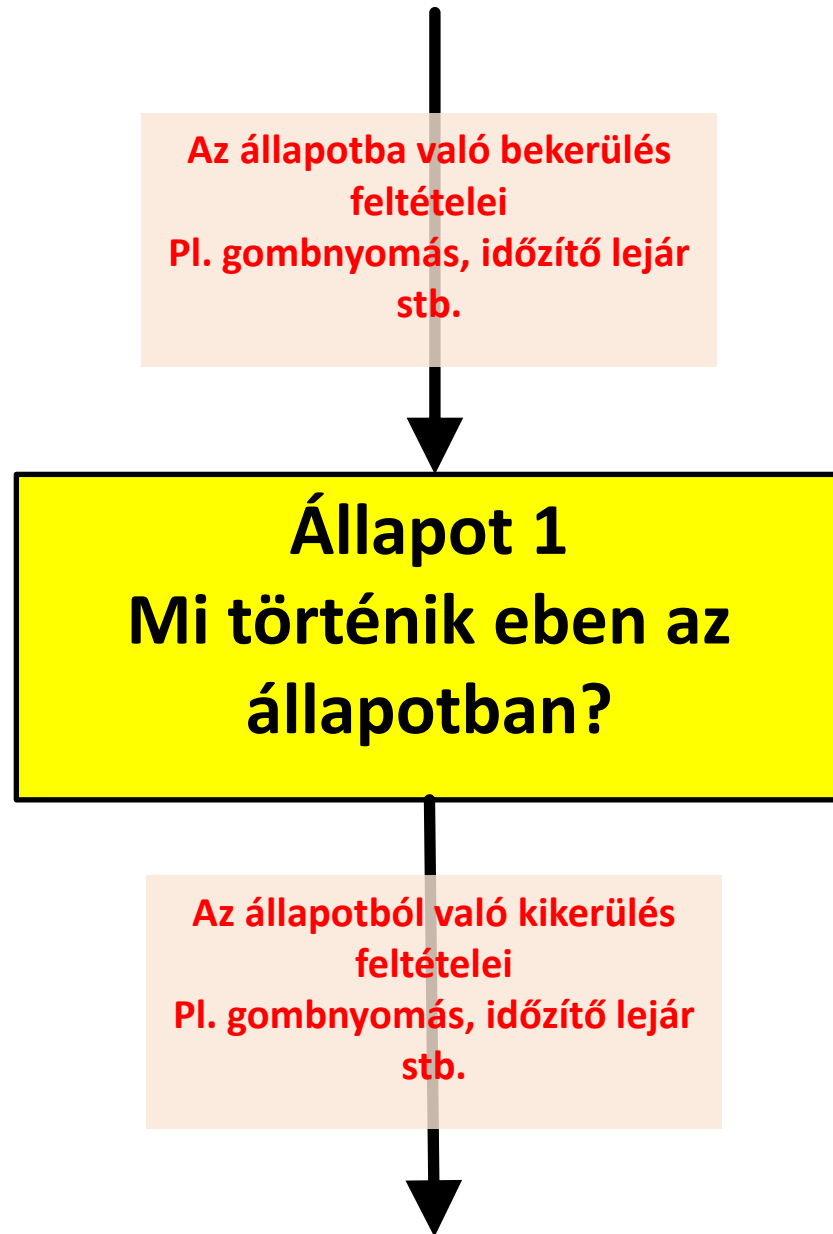 Az állapotba való bekerülés
feltételei
Pl. gombnyomás, időzítő lejár
stb.
Állapot 1
Mi történik eben az
állapotban?
Az állapotból való kikerülés
feltételei
Pl. gombnyomás, időzítő lejár
stb.